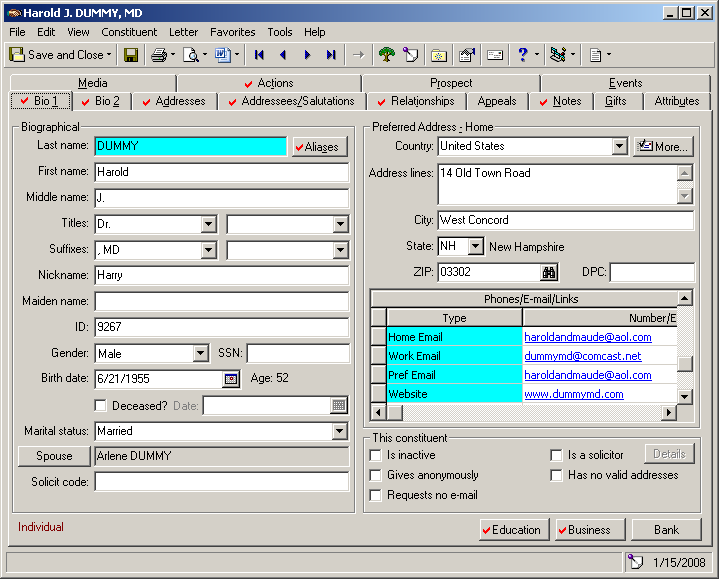 Harold J. DUMMY, MD
File Edit View Constituent Letter Favorites Tools Help
Save and Close
Media Actions Prospect Events
Bio 1 Bio 2 Addresses Addressees/Salutations Relationships Appeals Notes Gifts Attributes
Biographical
Last name: DUMMY Aliases
First name: Harold
Middle name: J.
Titles: Dr.
Suffixes: , MD
Nickname: Harry
Maiden name:
ID: 9267
Gender: Male SSN:
Birth date: 6/21/1955 Age: 52
Deceased? Date:
Marital status: Married
Spouse Arlene DUMMY
Solicit code:
Preferred Address - Home
Country: United States More...
Address lines: 14 Old Town Road
City: West Concord
State: NH New Hampshire
ZIP: 03302 DPC:
Phones/E-mail/Links
Type Number/E
Home Email haroldandmaude@aol.com
Work Email dummymd@comcast.net
Pref Email haroldandmaude@aol.com
Website www.dummymd.com
This constituent
Is inactive Is a solicitor Details
Gives anonymously Has no valid addresses
Requests no e-mail
Individual
Education Business Bank
1/15/2008